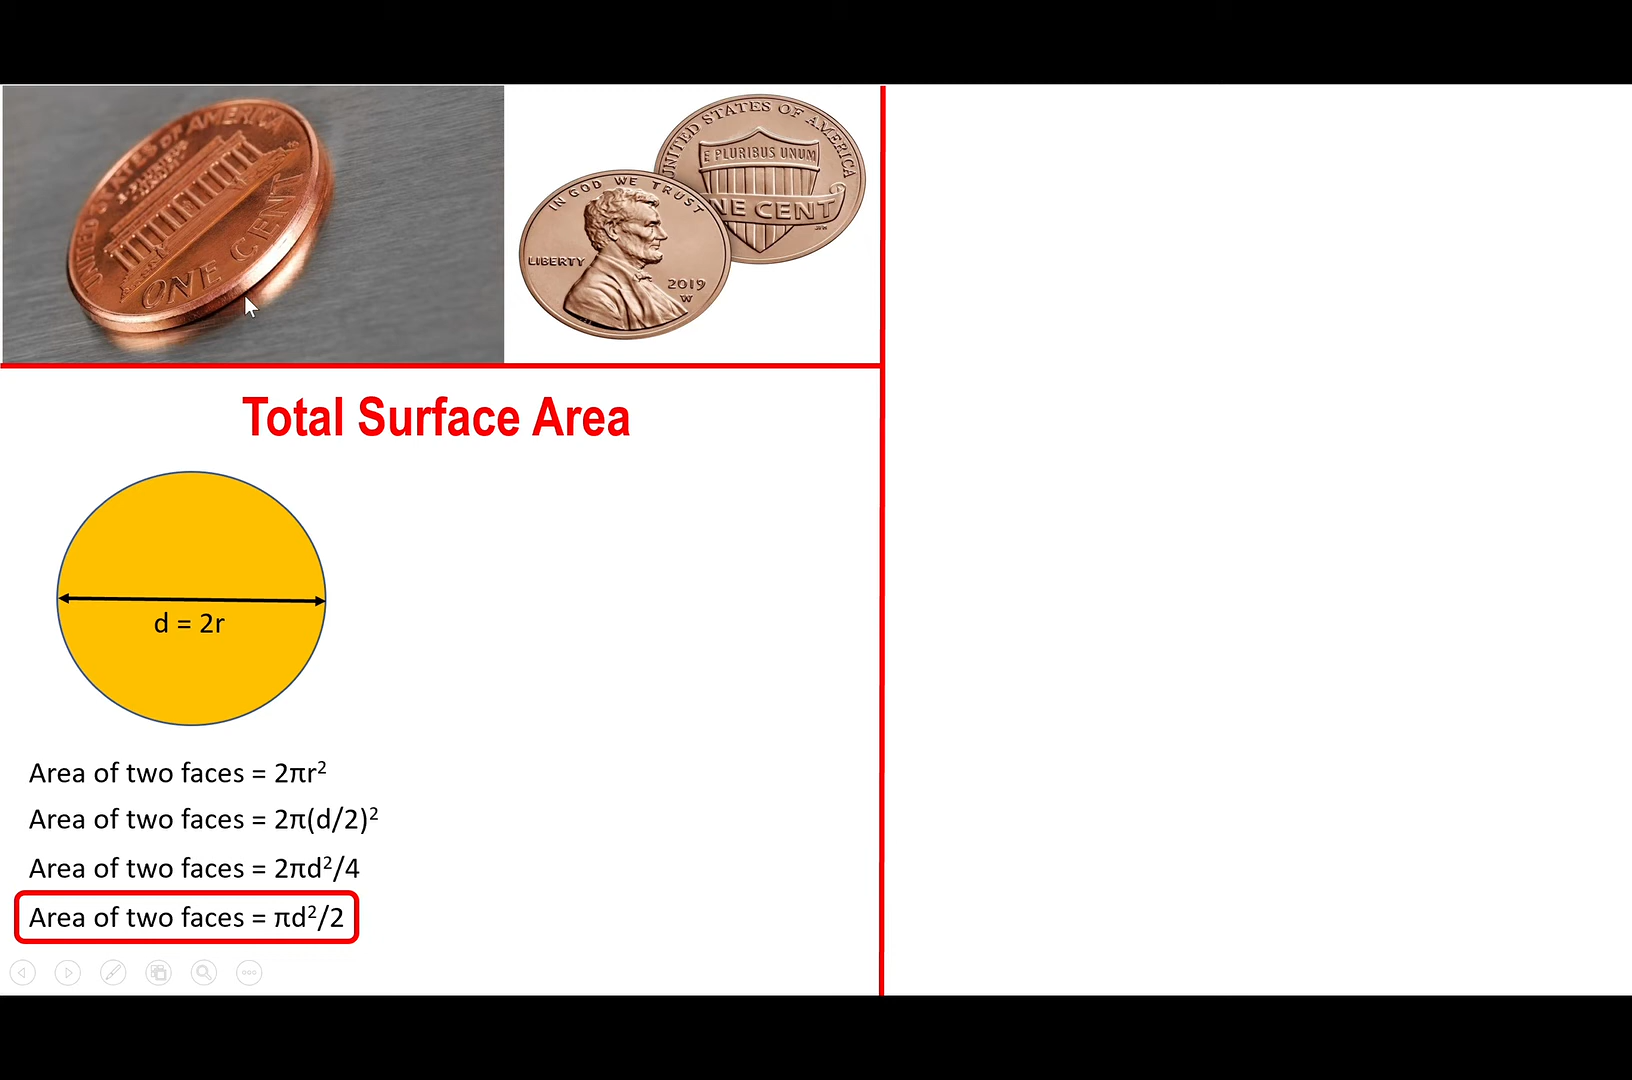 UNITED STATES OF AMERICA
ONE CENT
UNITED STATES OF AMERICA
E PLURIBUS UNUM
NE CENT
IN GOD WE TRUST
LIBERTY
2019
W
Total Surface Area
d = 2r
Area of two faces = 2πr²
Area of two faces = 2π(d/2)²
Area of two faces = 2πd²/4
Area of two faces = πd²/2